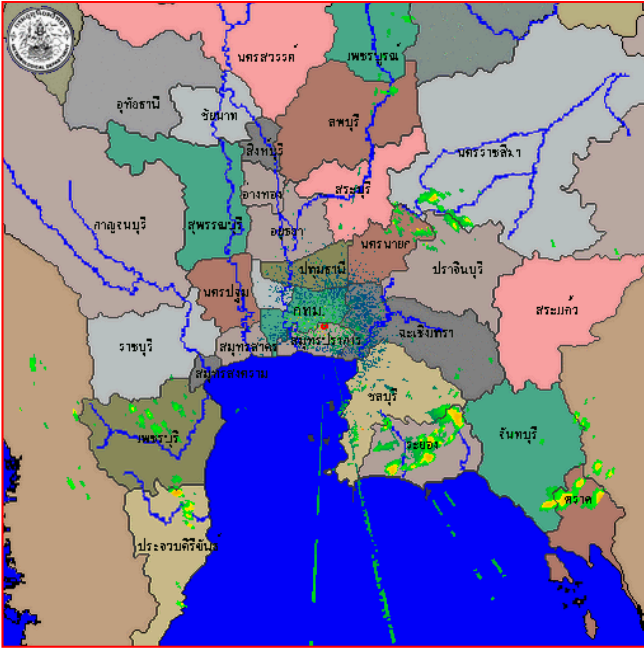 นครสวรรค์
เพชรบูรณ์
อุทัยธานี
ชัยนาท
ลพบุรี
สิงห์บุรี
นครราชสีมา
อ่างทอง
สระบุรี
กาญจนบุรี
สุพรรณบุรี
อยุธยา
นครนายก
ปทุมธานี
ปราจีนบุรี
นครปฐม
กทม.
สระแก้ว
ฉะเชิงเทรา
ราชบุรี
สมุทรสาคร
สมุทรปราการ
สมุทรสงคราม
ชลบุรี
เพชรบุรี
ระยอง
จันทบุรี
ตราด
ประจวบคีรีขันธ์